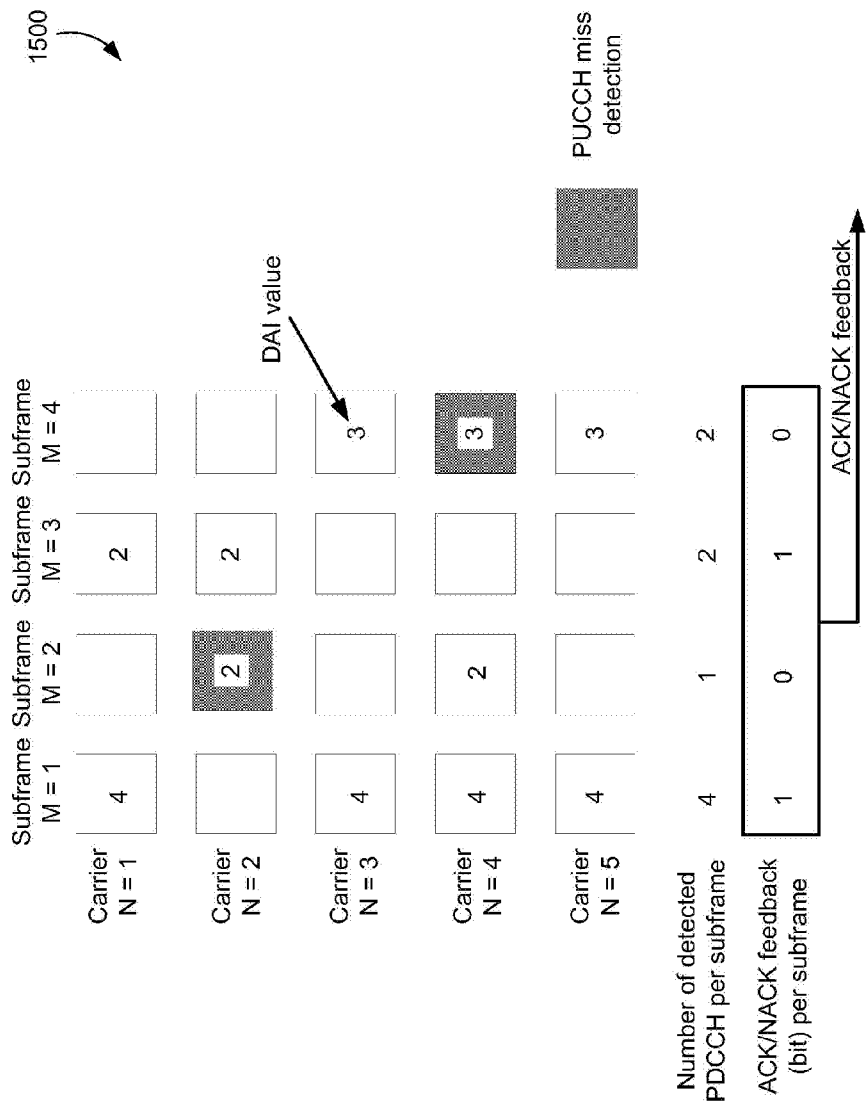 1500
Subframe Subframe Subframe Subframe
M = 1 M = 2 M = 3 M = 4
Carrier
N = 1
4 2
Carrier
N = 2
2 2
Carrier
N = 3
4 3
DAI value
Carrier
N = 4
4 2 3
Carrier
N = 5
4 3
PUCCH miss
detection
Number of detected
PDCCH per subframe
4 1 2 2
ACK/NACK feedback
(bit) per subframe
1 0 1 0
ACK/NACK feedback